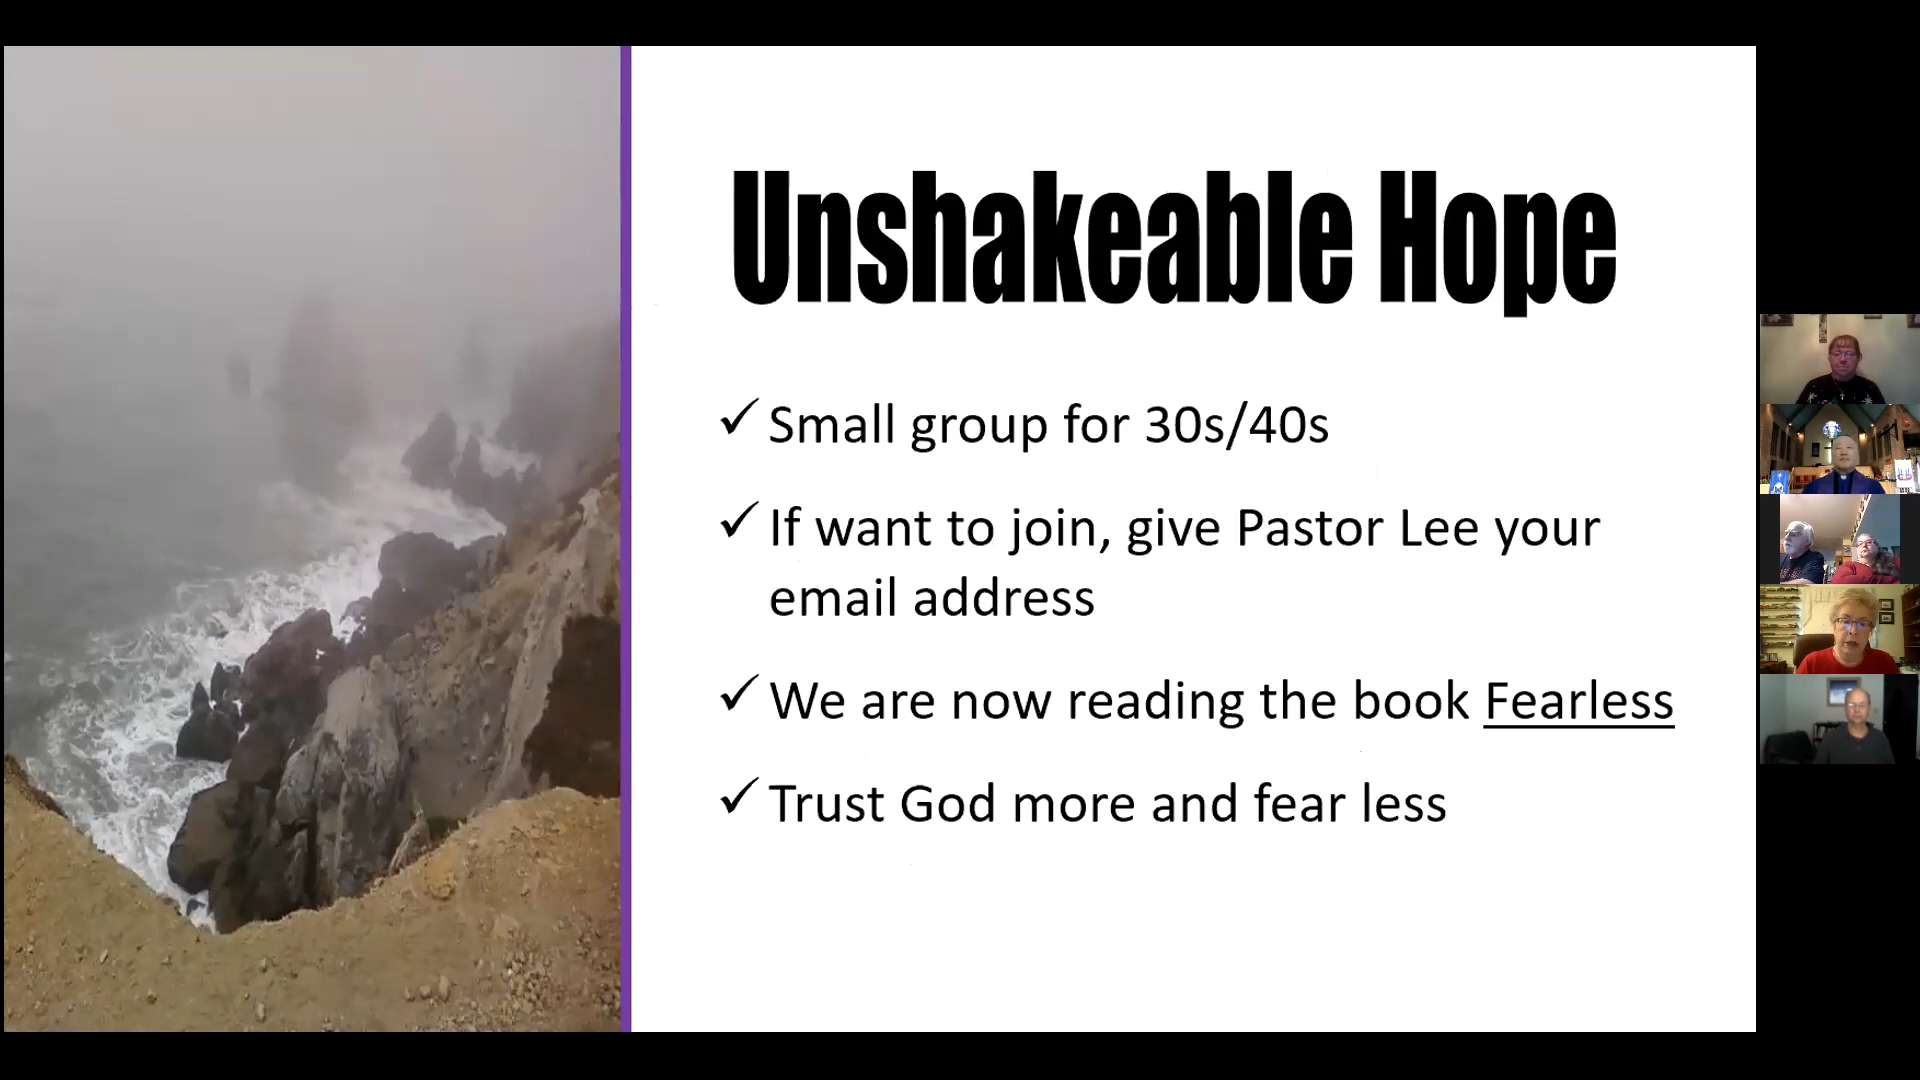 Unshakeable Hope
✓ Small group for 30s/40s
✓ If want to join, give Pastor Lee your
email address
✓ We are now reading the book Fearless
✓ Trust God more and fear less